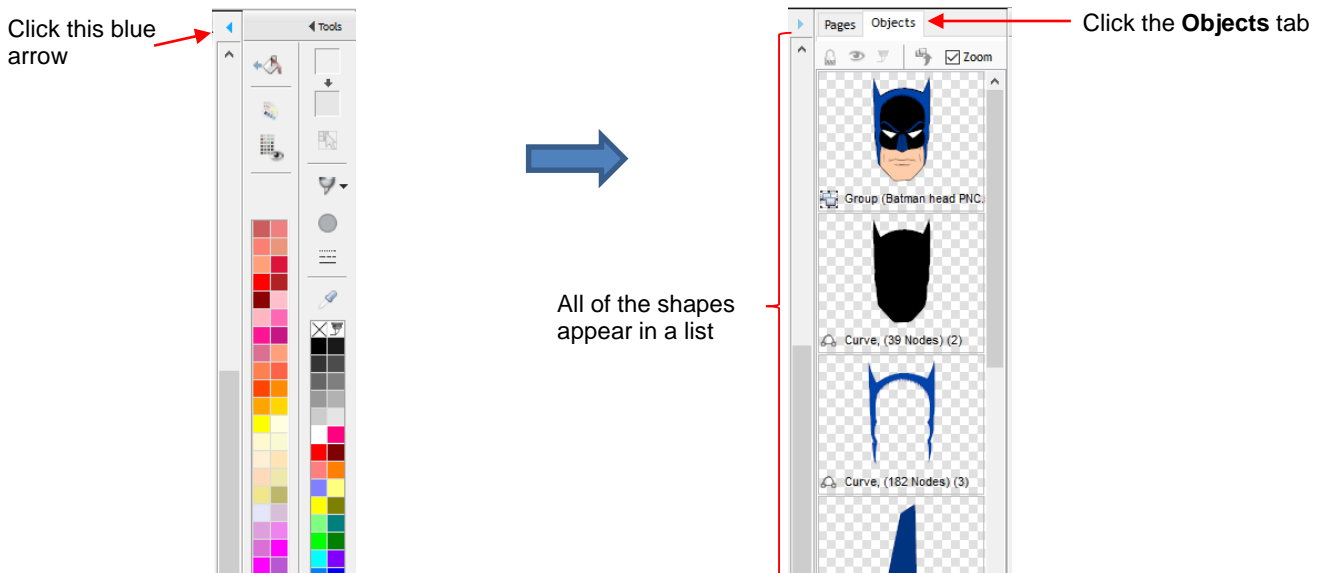 Click this blue
arrow
Tools
Pages Objects
Click the Objects tab
Zoom
Group (Batman head PNC.
All of the shapes
appear in a list
Curve, (39 Nodes) (2)
Curve, (182 Nodes) (3)